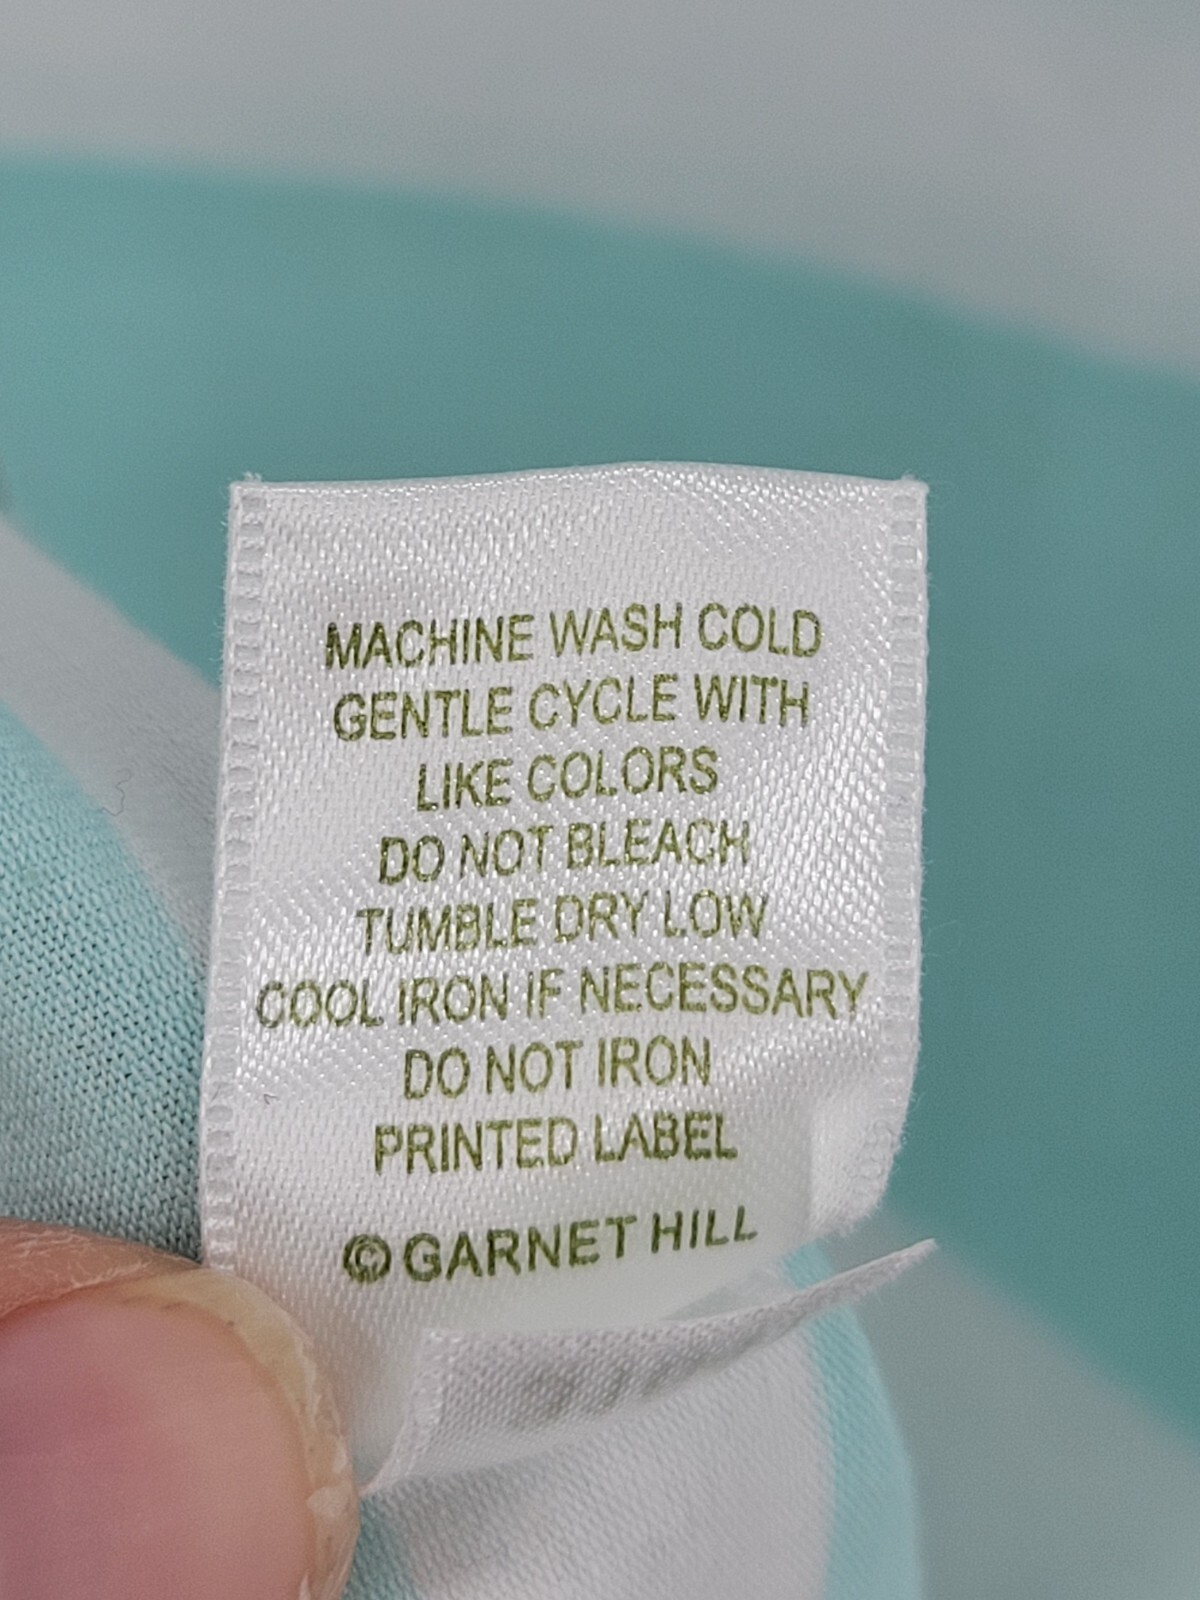 MACHINE WASH COLD
GENTLE CYCLE WITH
LIKE COLORS
DO NOT BLEACH
TUMBLE DRY LOW
COOL IRON IF NECESSARY
DO NOT IRON
PRINTED LABEL
© GARNET HILL